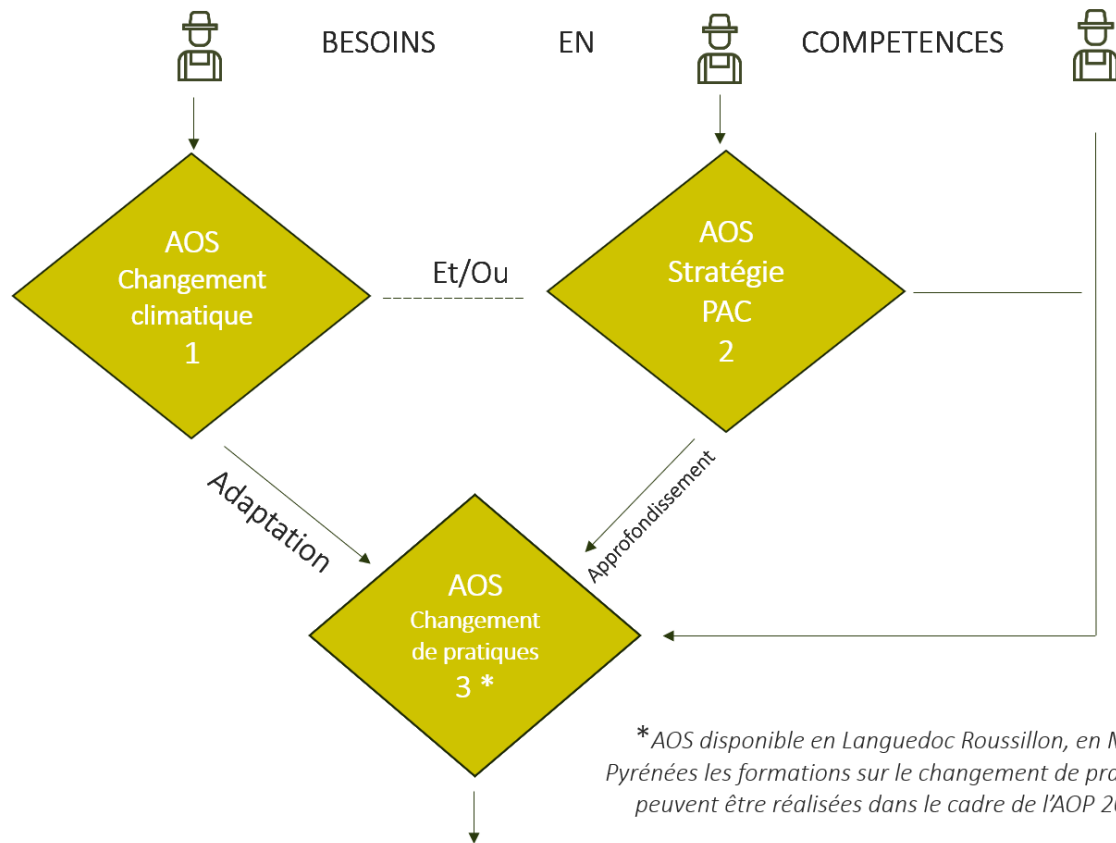 BESOINS EN COMPETENCES
AOS
Changement
climatique
1
Et/Ou
AOS
Stratégie
PAC
2
Adaptation
Approfondissement
AOS
Changement
de pratiques
3 *
*AOS disponible en Languedoc Roussillon, en
Pyrénées les formations sur le changement de
peuvent être réalisées dans le cadre de l'AOP